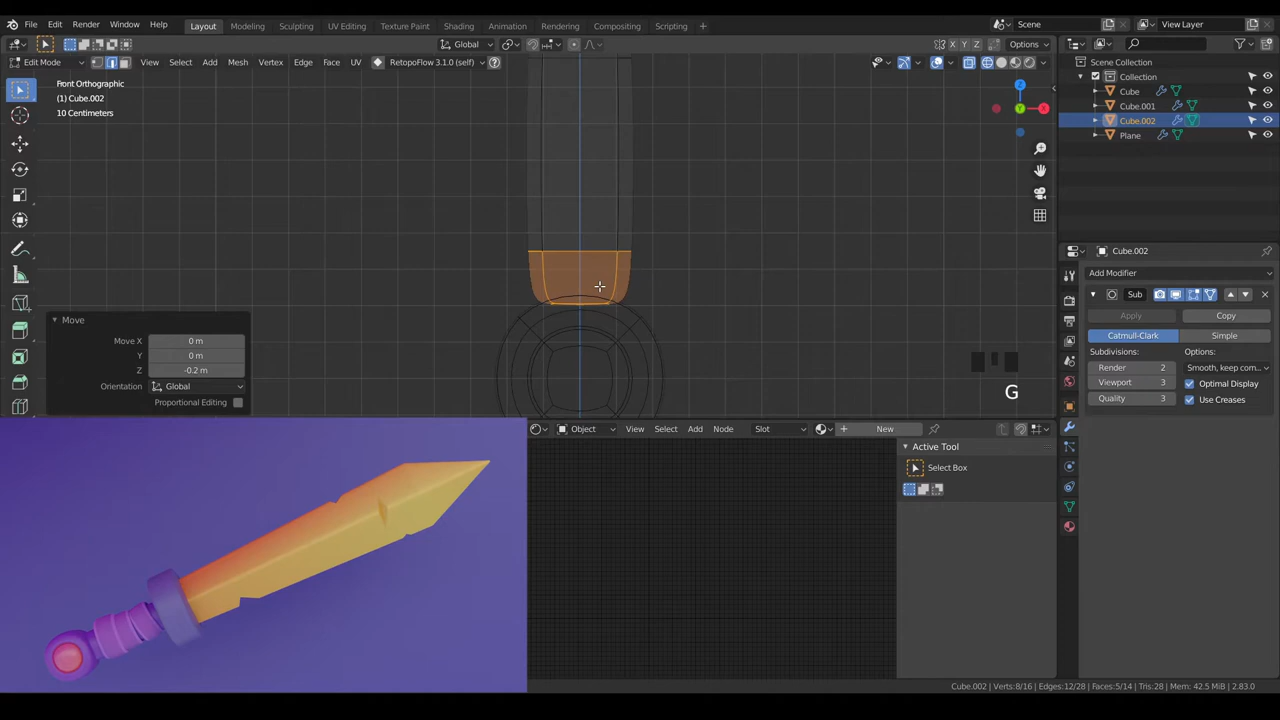 File Edit Render Window Help Layout Modeling Sculpting UV Editing Texture Paint Shading Animation Rendering Compositing Scripting + Scene View Layer
Global Options
Edit Mode View Select Add Mesh Vertex Edge Face UV RetopoFlow 3.1.0 (self) X Y Z
Front Orthographic
(1) Cube.002
10 Centimeters
Z
Y
X
Scene Collection
Collection
Cube
Cube.001
Cube.002
Plane
Cube.002
Add Modifier
Sub
Apply Copy
Catmull-Clark Simple
Subdivisions: Options:
Render 2 Smooth, keep corn...
Viewport 3 Optimal Display
Quality 3 Use Creases
Move
Move X 0 m
Y 0 m
Z -0.2 m
Orientation Global
Proportional Editing
G
Object View Select Add Node Slot New
Active Tool
Select Box
Cube.002 | Verts:8/16 | Edges:12/28 | Faces:5/14 | Tris:28 | Mem: 42.5 MiB | 2.83.0